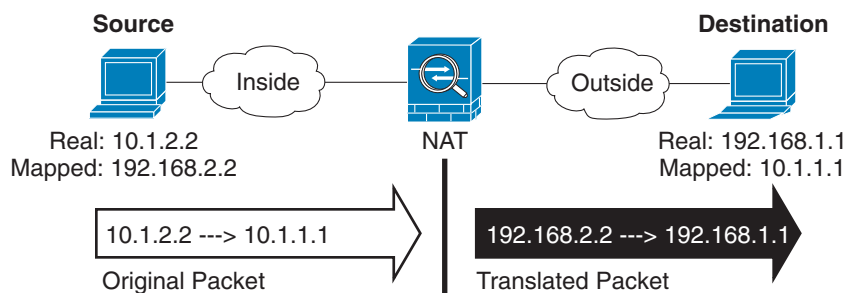 Source
Destination
Inside
Outside
Real: 10.1.2.2
Mapped: 192.168.2.2
NAT
Real: 192.168.1.1
Mapped: 10.1.1.1
10.1.2.2 ---> 10.1.1.1
192.168.2.2 ---> 192.168.1.1
Original Packet
Translated Packet